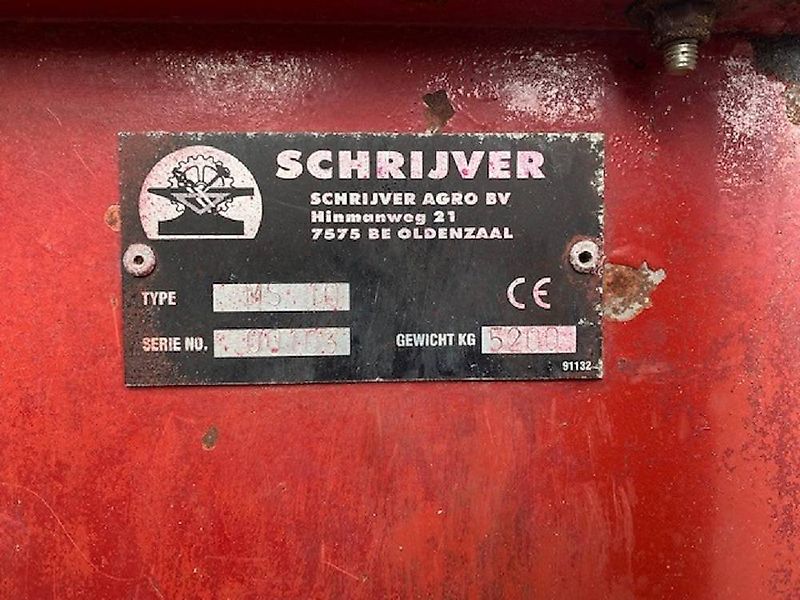 SCHRIJVER
SCHRIJVER AGRO BV
Hinmanweg 21
7575 BE OLDENZAAL
TYPE
CE
SERIE NO.
GEWICHT KG 5200
91132